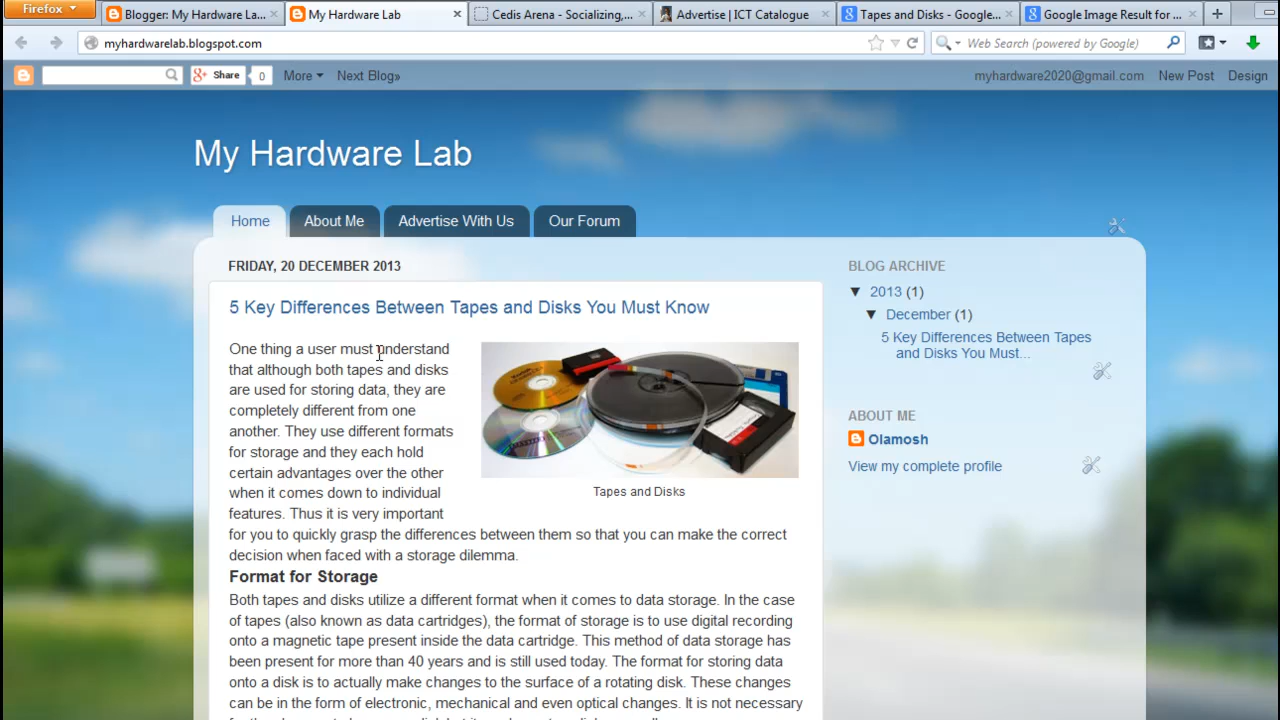 Firefox
Blogger: My Hardware La...
My Hardware Lab
Cedis Arena - Socializing,...
Advertise | ICT Catalogue
Tapes and Disks - Google...
Google Image Result for ...
myhardwarelab.blogspot.com
Web Search (powered by Google)
Share
0
More
Next Blog»
myhardware2020@gmail.com
New Post
Design
My Hardware Lab
Home
About Me
Advertise With Us
Our Forum
FRIDAY, 20 DECEMBER 2013
5 Key Differences Between Tapes and Disks You Must Know
One thing a user must understand
that although both tapes and disks
are used for storing data, they are
completely different from one
another. They use different formats
for storage and they each hold
certain advantages over the other
when it comes down to individual
features. Thus it is very important
for you to quickly grasp the differences between them so that you can make the correct
decision when faced with a storage dilemma.
Tapes and Disks
Format for Storage
Both tapes and disks utilize a different format when it comes to data storage. In the case
of tapes (also known as data cartridges), the format of storage is to use digital recording
onto a magnetic tape present inside the data cartridge. This method of data storage has
been present for more than 40 years and is still used today. The format for storing data
onto a disk is to actually make changes to the surface of a rotating disk. These changes
can be in the form of electronic, mechanical and even optical changes. It is not necessary
BLOG ARCHIVE
▼ 2013 (1)
▼ December (1)
5 Key Differences Between Tapes
and Disks You Must...
ABOUT ME
Olamosh
View my complete profile